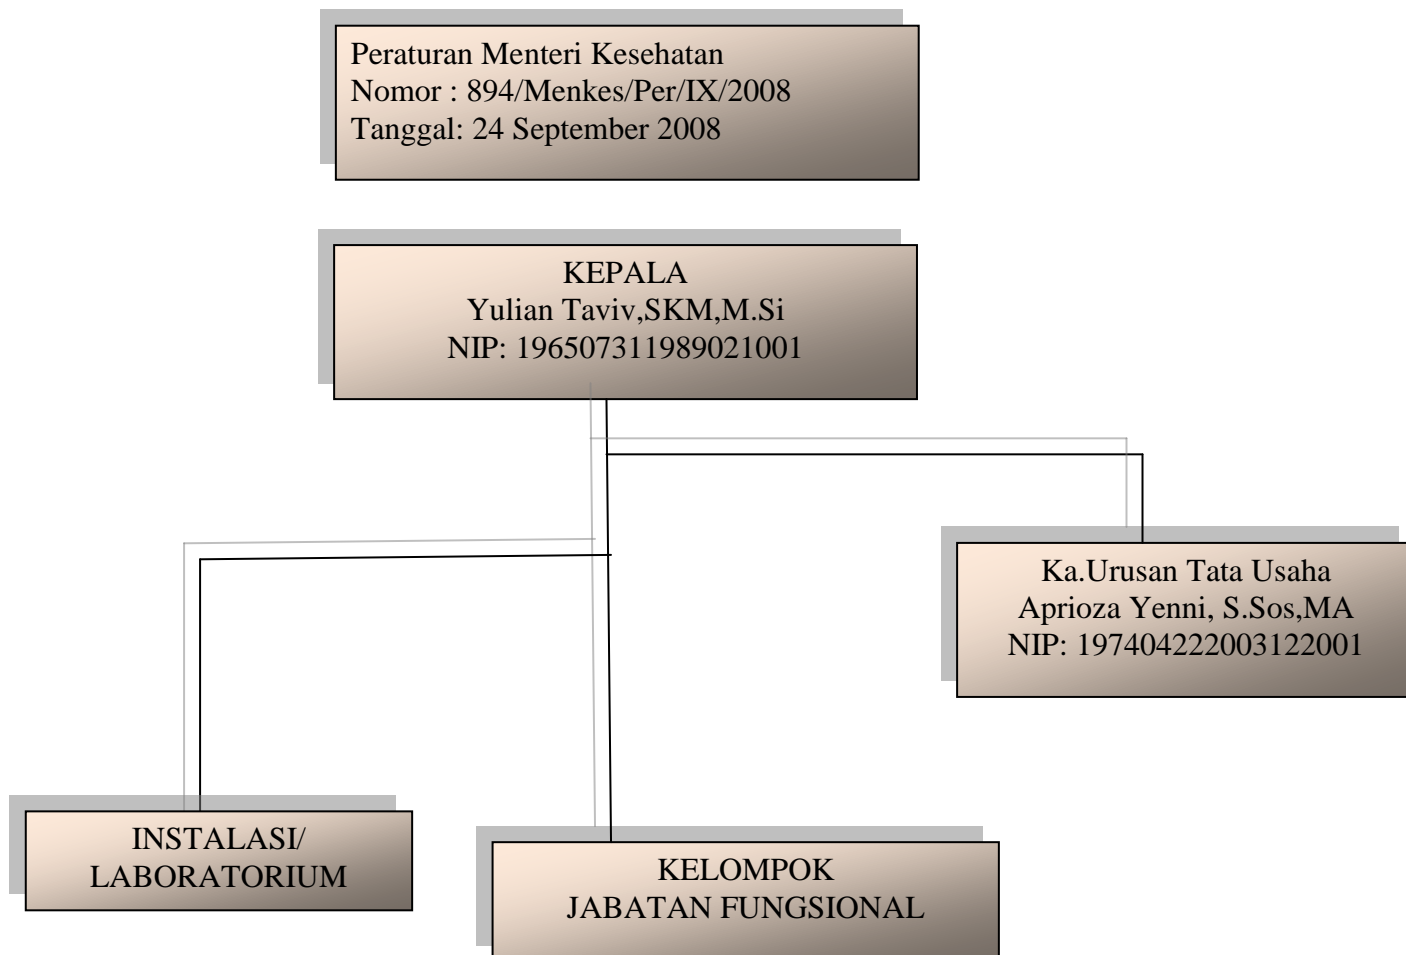 Peraturan Menteri Kesehatan
Nomor : 894/Menkes/Per/IX/2008
Tanggal: 24 September 2008
KEPALA
Yulian Taviv,SKM,M.Si
NIP: 196507311989021001
Ka.Urusan Tata Usaha
Aprioza Yenni, S.Sos,MA
NIP: 197404222003122001
INSTALASI/
LABORATORIUM
KELOMPOK
JABATAN FUNGSIONAL